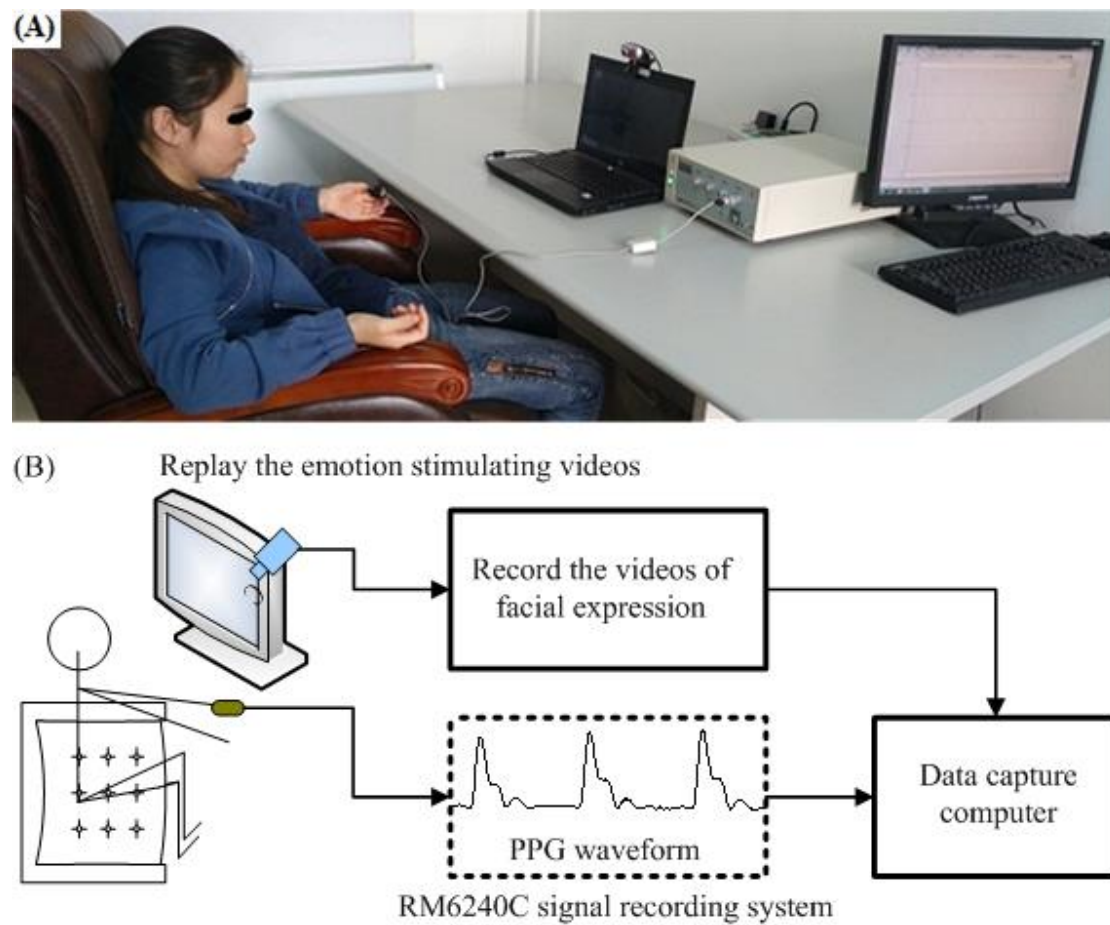 (A)
(B)
Replay the emotion stimulating videos
Record the videos of
facial expression
Data capture
computer
PPG waveform
RM6240C signal recording system